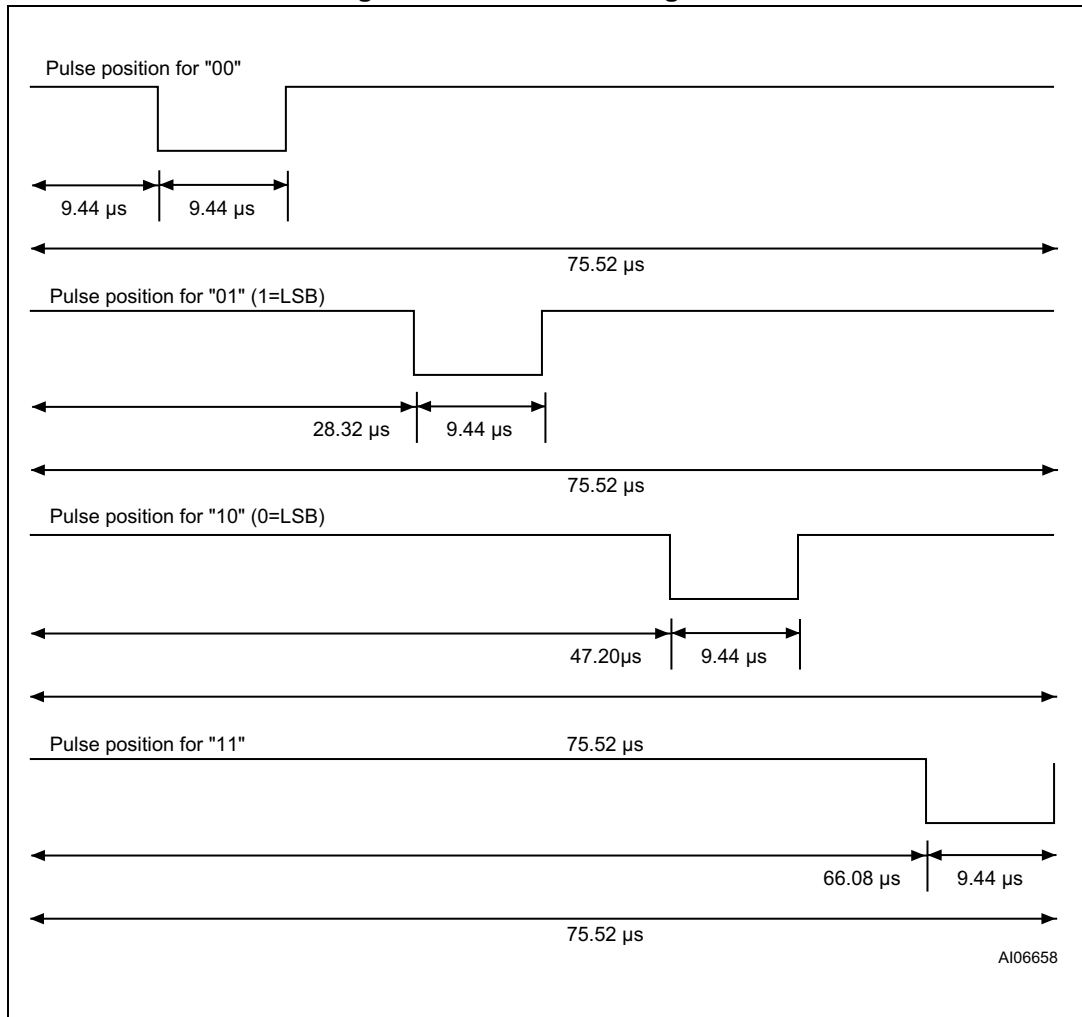 Pulse position for "00"
9.44 µs 9.44 µs
75.52 µs
Pulse position for "01" (1=LSB)
28.32 µs 9.44 µs
75.52 µs
Pulse position for "10" (0=LSB)
47.20µs 9.44 µs
Pulse position for "11" 75.52 µs
66.08 µs 9.44 µs
75.52 µs
AI06658